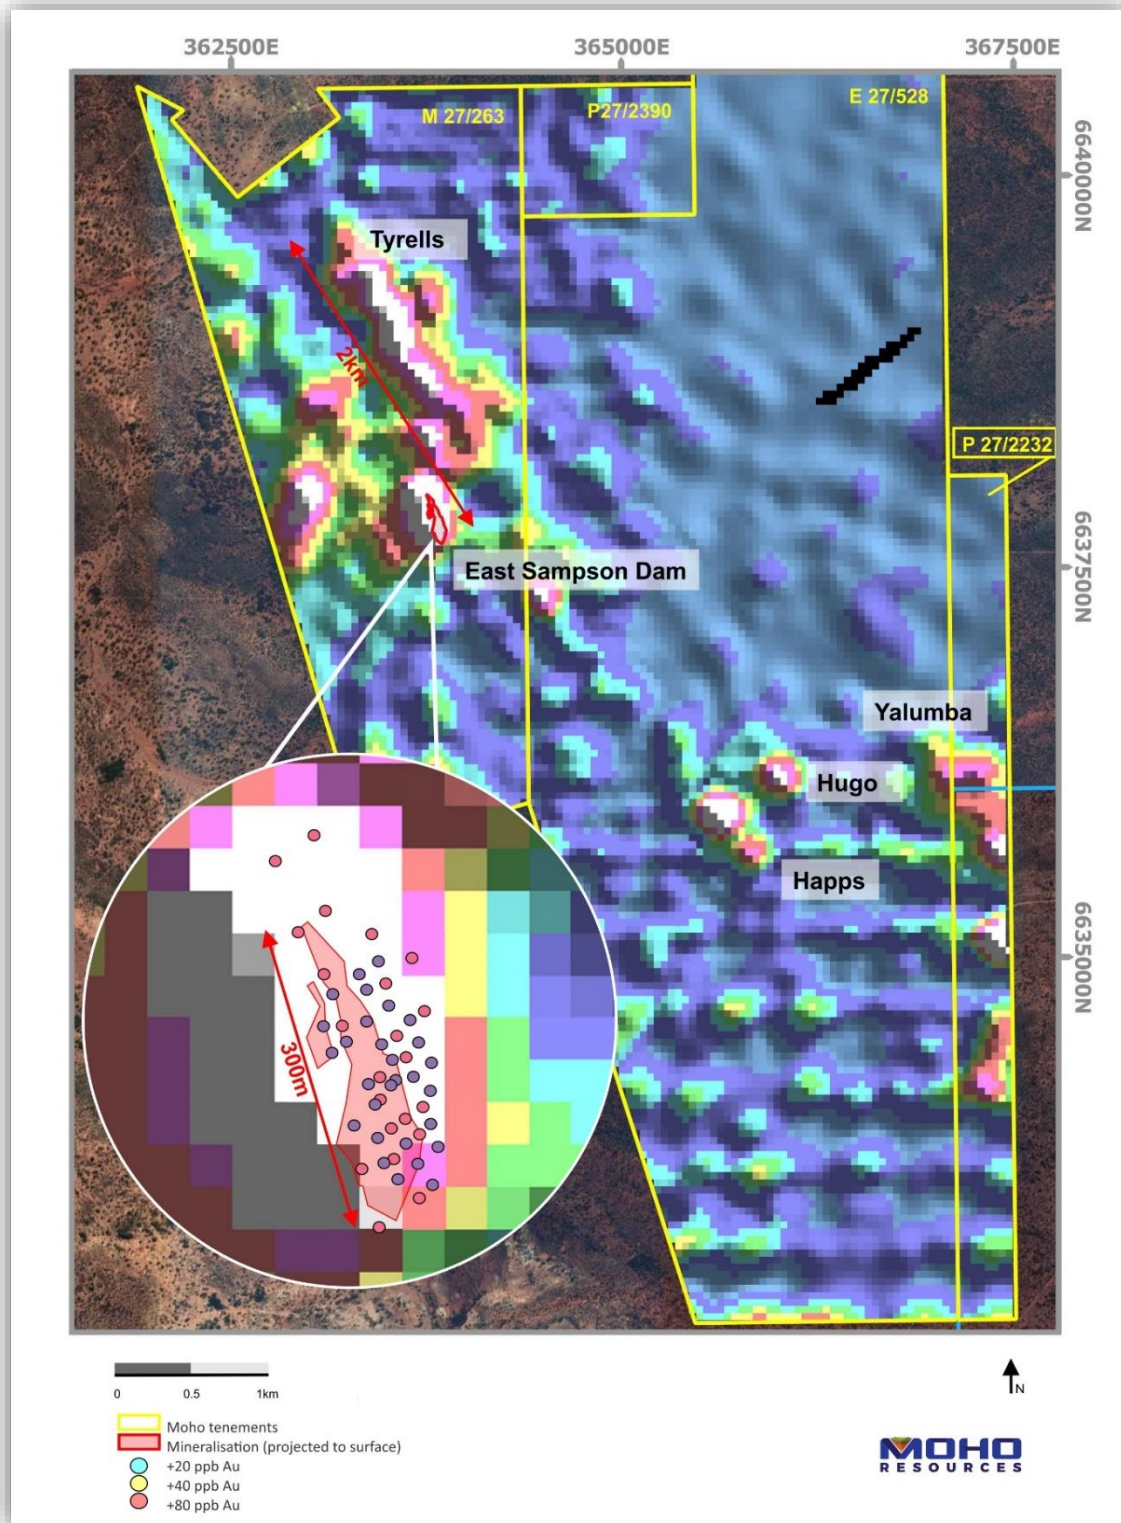 362500E
365000E
367500E
M 27/263
P27/2390
E 27/528
6640000N
Tyrells
2km
P 27/2232
6637500N
East Sampson Dam
Yalumba
Hugo
Happs
6635000N
300m
0
0.5
1km
N
Moho tenements
Mineralisation (projected to surface)
+20 ppb Au
+40 ppb Au
+80 ppb Au
MOHO
RESOURCES